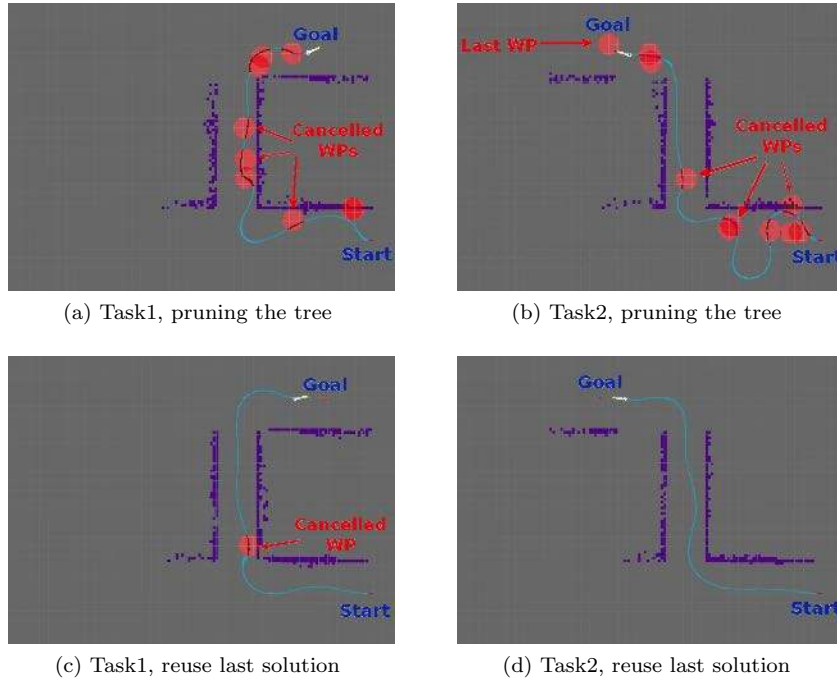 Goal
Cancelled
WPs
Start
(a) Task1, pruning the tree
Goal
Last WP
Cancelled
WPs
Start
(b) Task2, pruning the tree
Goal
Cancelled
WP
Start
(c) Task1, reuse last solution
Goal
Start
(d) Task2, reuse last solution